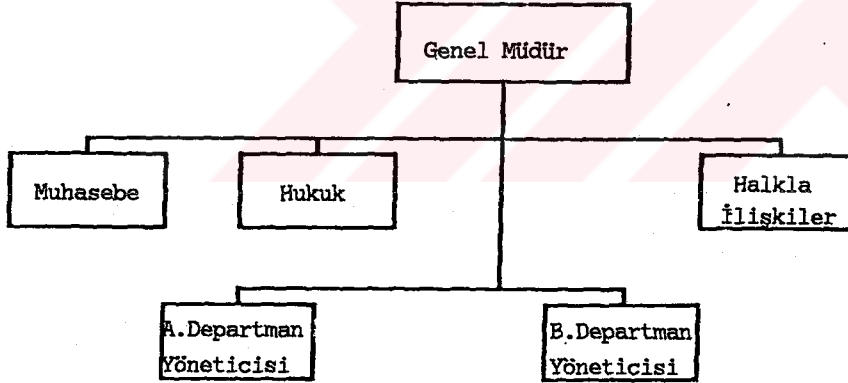 Genel Müdür
Muhasebe
Hukuk
Halkla
İlişkiler
A.Departman
Yöneticisi
B.Departman
Yöneticisi